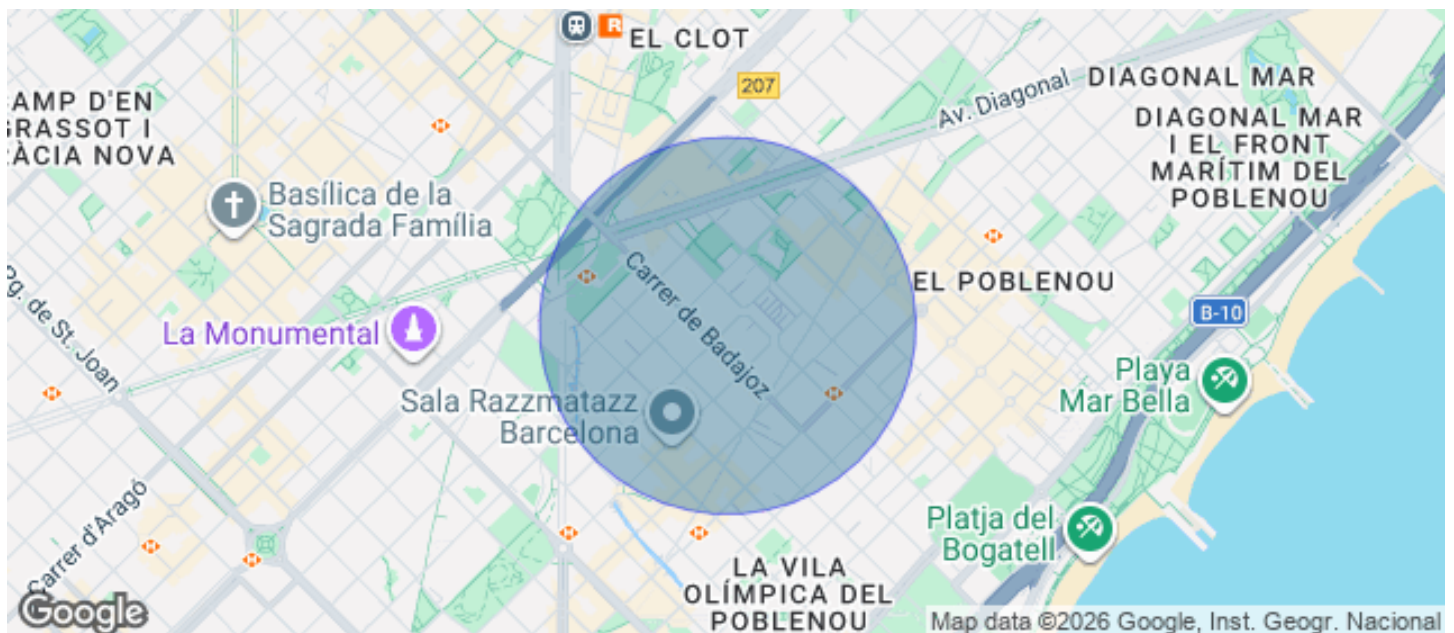 EL CLOT
207
Av. Diagonal
DIAGONAL MAR
DIAGONAL MAR
I EL FRONT
MARÍTIM DEL
POBLENOU
AMP D'EN
GRASSOT I
RÀCIA NOVA
Basílica de la
Sagrada Família
Carrer de Badajoz
EL POBLENOU
B-10
Pg. de St. Joan
La Monumental
Playa
Mar Bella
Sala Razzmatazz
Barcelona
Carrer d'Aragó
Platja del
Bogatell
LA VILA
OLÍMPICA DEL
POBLENOU
Google
Map data ©2026 Google, Inst. Geogr. Nacional